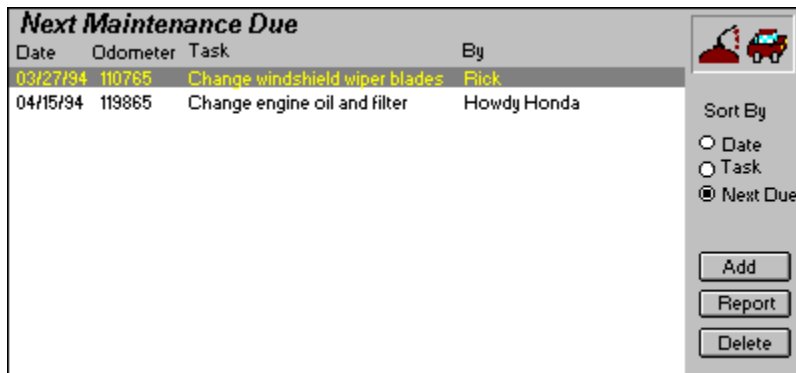 Next Maintenance Due
Date Odometer Task By
03/27/94 110765 Change windshield wiper blades Rick
04/15/94 119865 Change engine oil and filter Howdy Honda
Sort By
Date
Task
Next Due
Add
Report
Delete